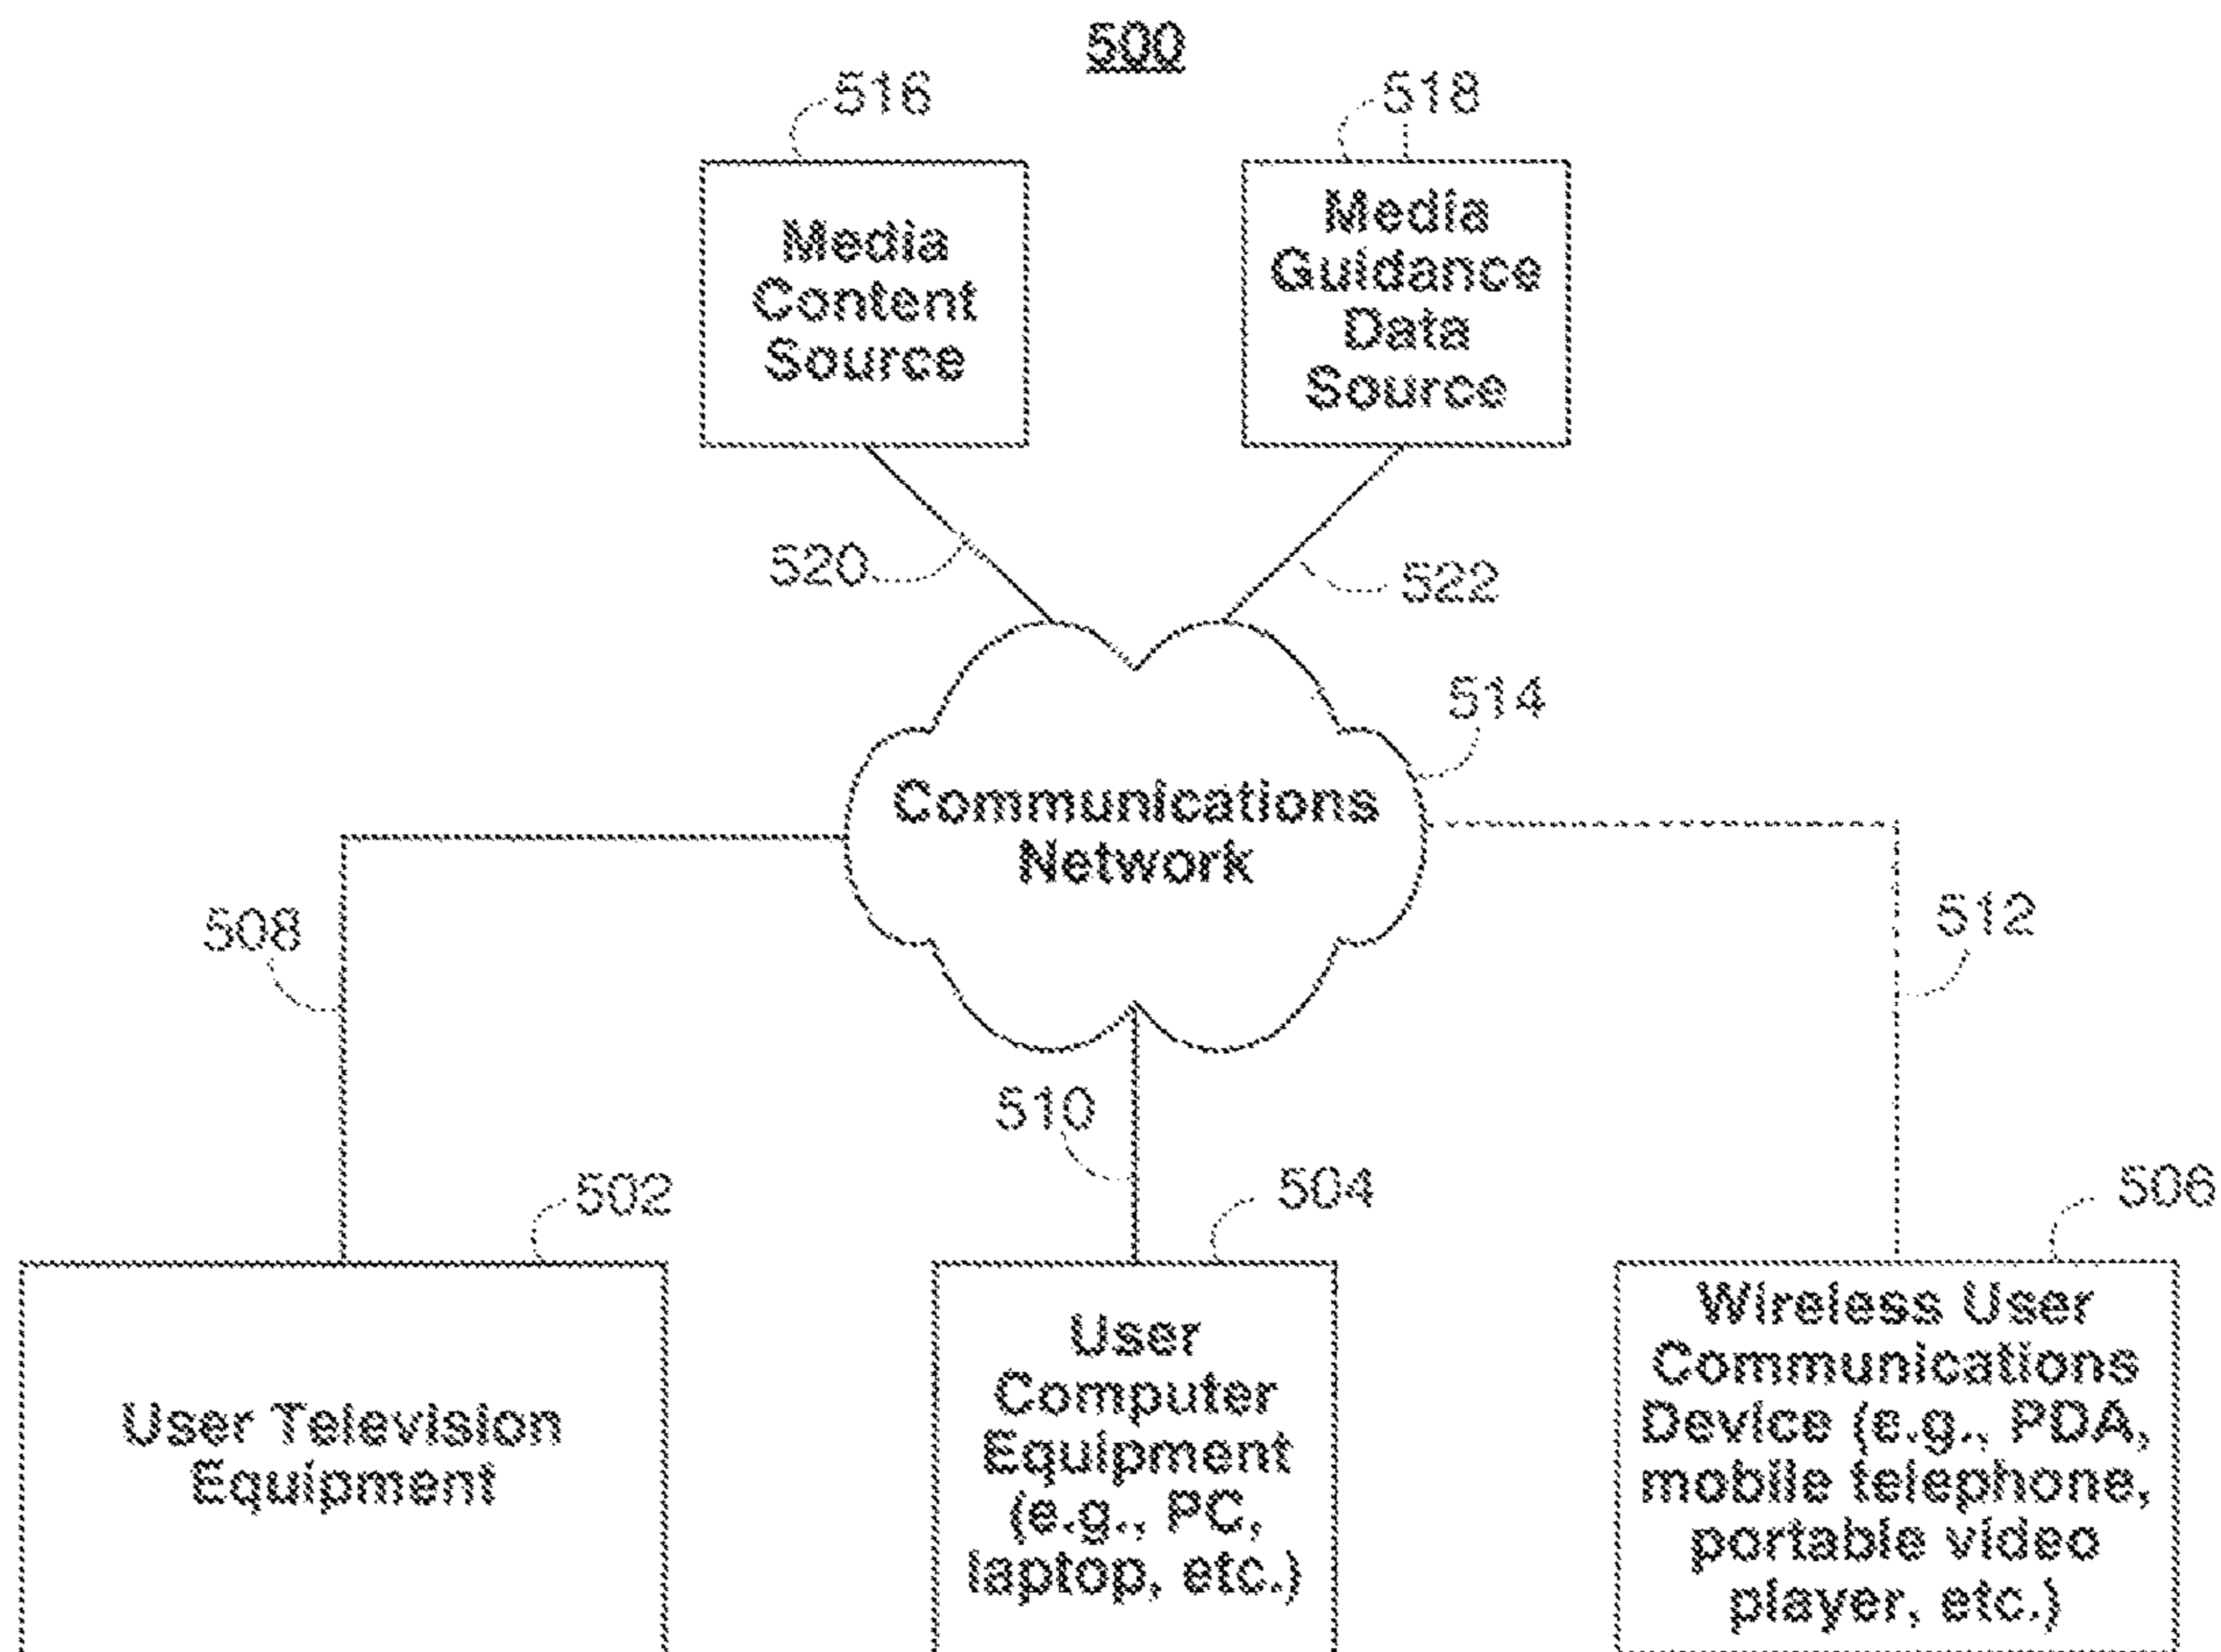 500
516
518
Media
Content
Source
Media
Guidance
Data
Source
520
522
514
Communications
Network
508
512
510
502
504
506
User Television
Equipment
User
Computer
Equipment
(e.g., PC,
laptop, etc.)
Wireless User
Communications
Device (e.g., PDA,
mobile telephone,
portable video
player, etc.)